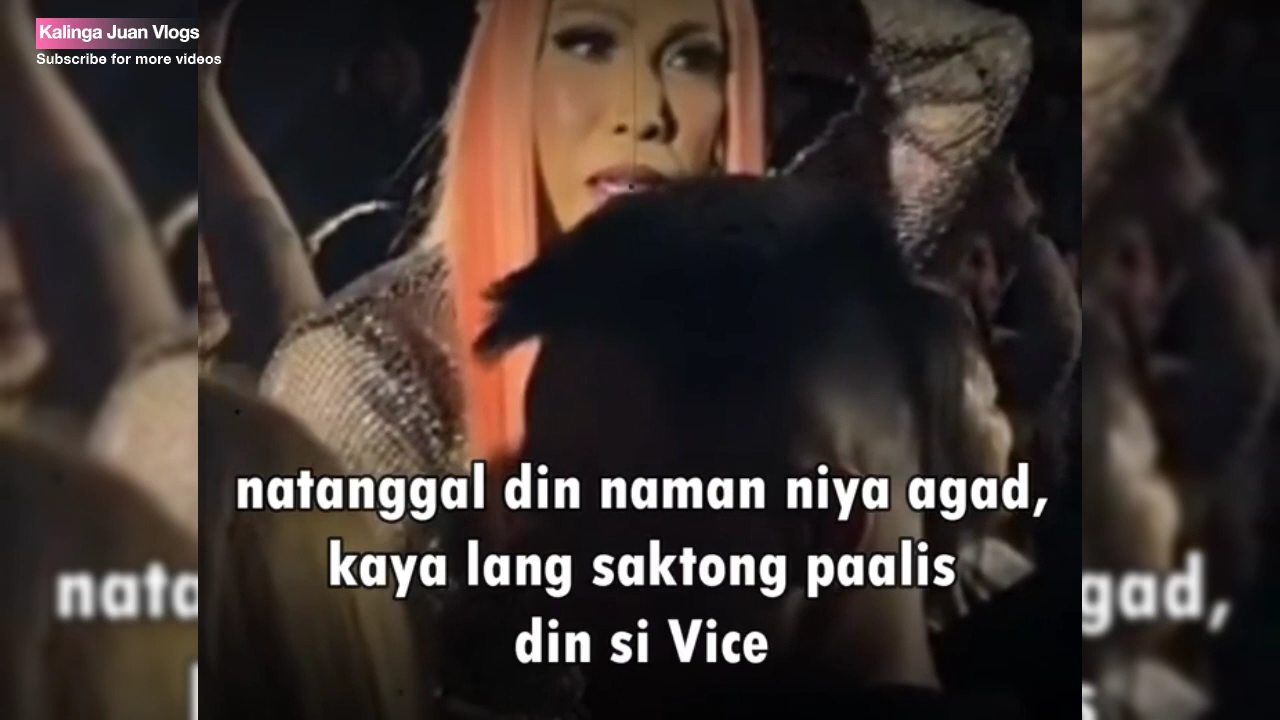 Kalinga Juan Vlogs
Subscribe for more videos
natanggal din naman niya agad,
kaya lang saktong paalis
din si Vice